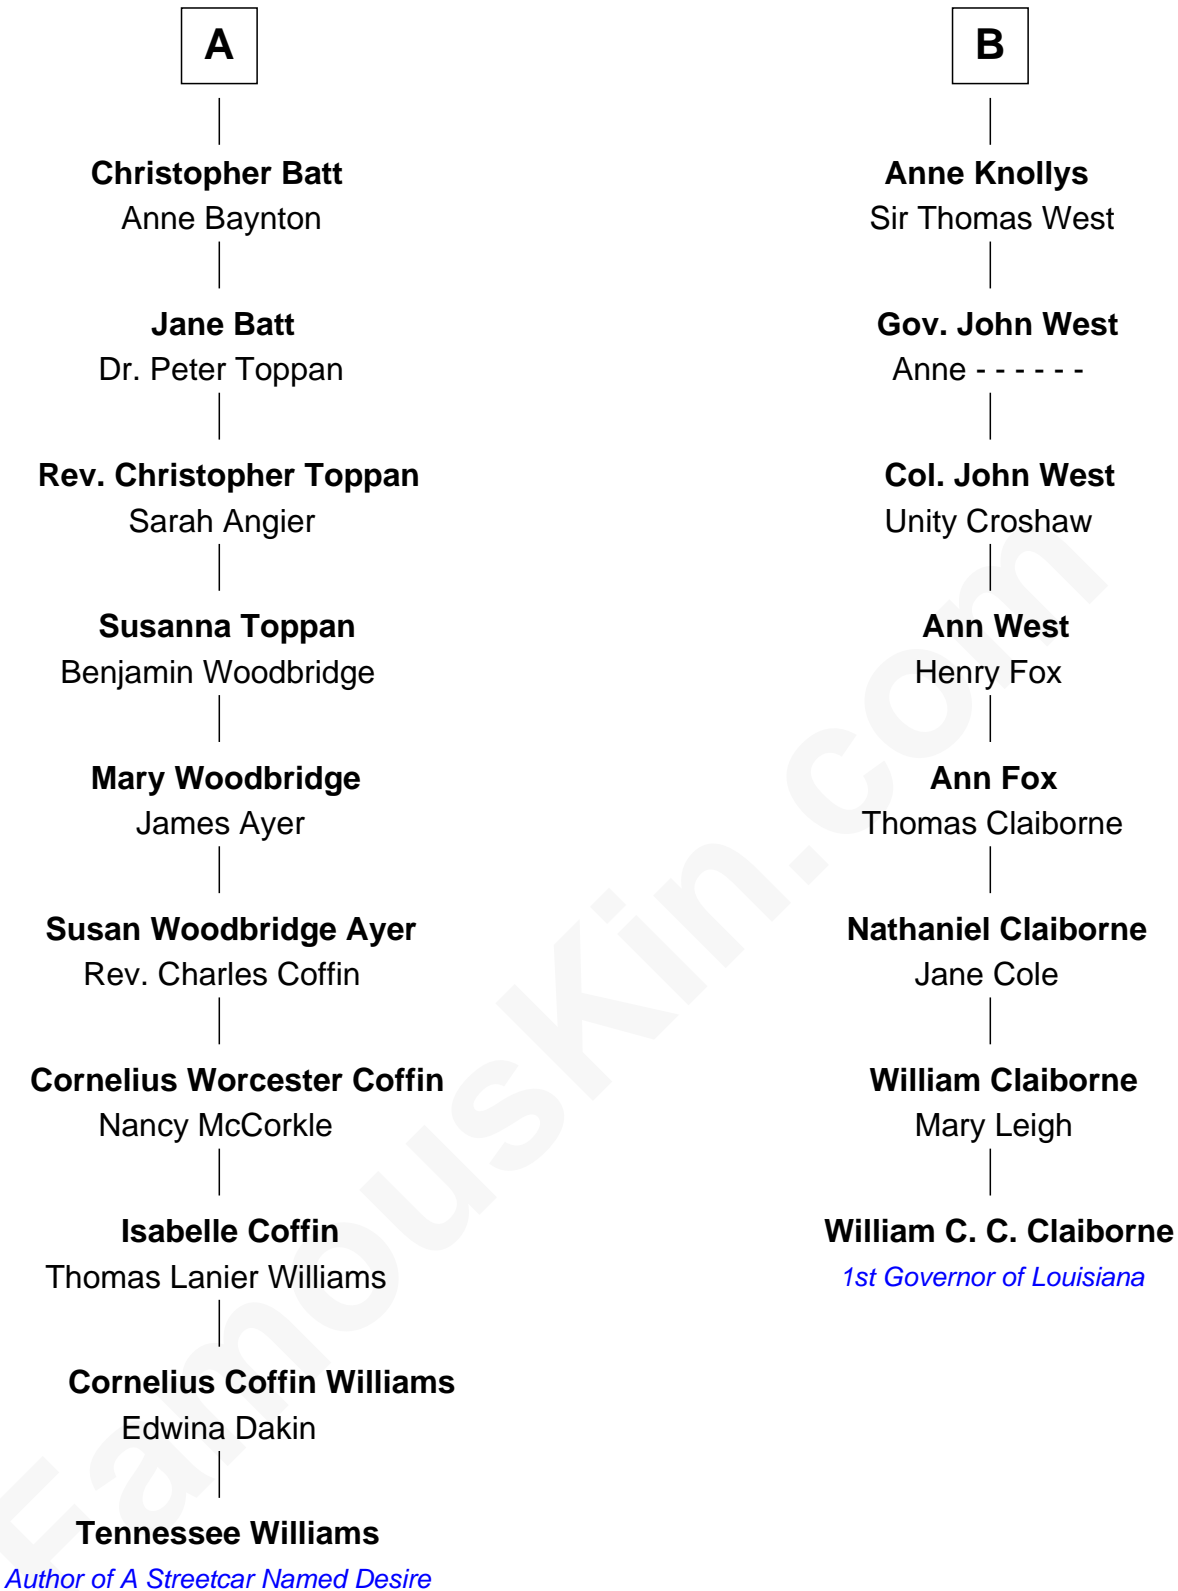 A
Christopher Batt
Anne Baynton
Jane Batt
Dr. Peter Toppan
Rev. Christopher Toppan
Sarah Angier
Susanna Toppan
Benjamin Woodbridge
Mary Woodbridge
James Ayer
Susan Woodbridge Ayer
Rev. Charles Coffin
Cornelius Worcester Coffin
Nancy McCorkle
Isabelle Coffin
Thomas Lanier Williams
Cornelius Coffin Williams
Edwina Dakin
Tennessee Williams
Author of A Streetcar Named Desire
B
Anne Knollys
Sir Thomas West
Gov. John West
Anne - - - - - -
Col. John West
Unity Croshaw
Ann West
Henry Fox
Ann Fox
Thomas Claiborne
Nathaniel Claiborne
Jane Cole
William Claiborne
Mary Leigh
William C. C. Claiborne
1st Governor of Louisiana
FamousKin.com